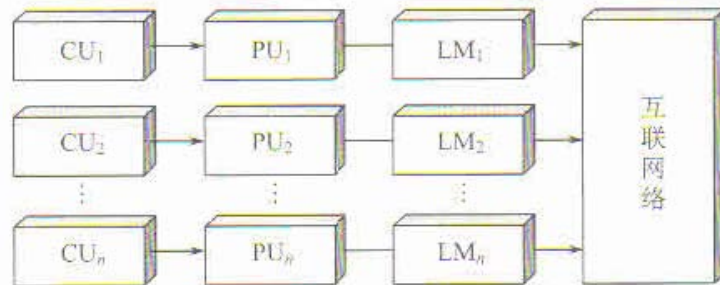 CU₁ PU₁ LM₁
CU₂ PU₂ LM₂
⋮ ⋮ ⋮
CUₙ PUₙ LMₙ
互联网络